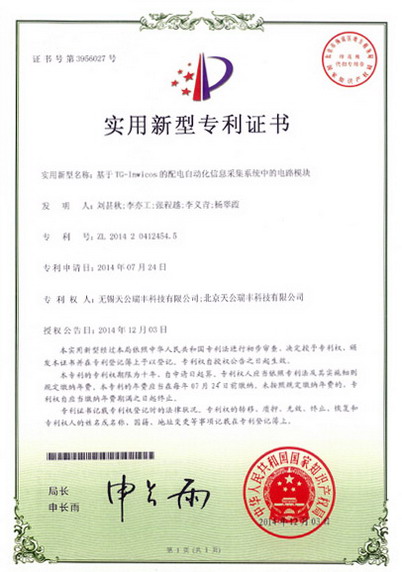 证书号第3956027号
实用新型专利证书
实用新型名称：基于TG-Imwicos的配电自动化信息采集系统中的电路模块
发 明 人：刘甚秋;李亦工;张程越;李义青;杨翠霞
专 利 号：ZL 2014 2 0412454.5
专利申请日：2014年07月24日
专 利 权 人：无锡天公瑞丰科技有限公司;北京天公瑞丰科技有限公司
授权公告日：2014年12月03日
本实用新型经过本局依照中华人民共和国专利法进行初步审查，决定授予专利权，颁
发本证书并在专利登记簿上予以登记。专利权自授权公告之日起生效。
本专利的专利权期限为十年，自申请日起算。专利权人应当依照专利法及其实施细则
规定缴纳年费。本专利的年费应当在每年07月24日前缴纳。未按照规定缴纳年费的，专利
权自应当缴纳年费期满之日起终止。
专利证书记载专利权登记时的法律状况。专利权的转移、质押、无效、终止、恢复和
专利权人的姓名或名称、国籍、地址变更等事项记载在专利登记簿上。
局长
申长雨
申长雨
中华人民共和国国家知识产权局
2014年12月03日
第1页(共1页)